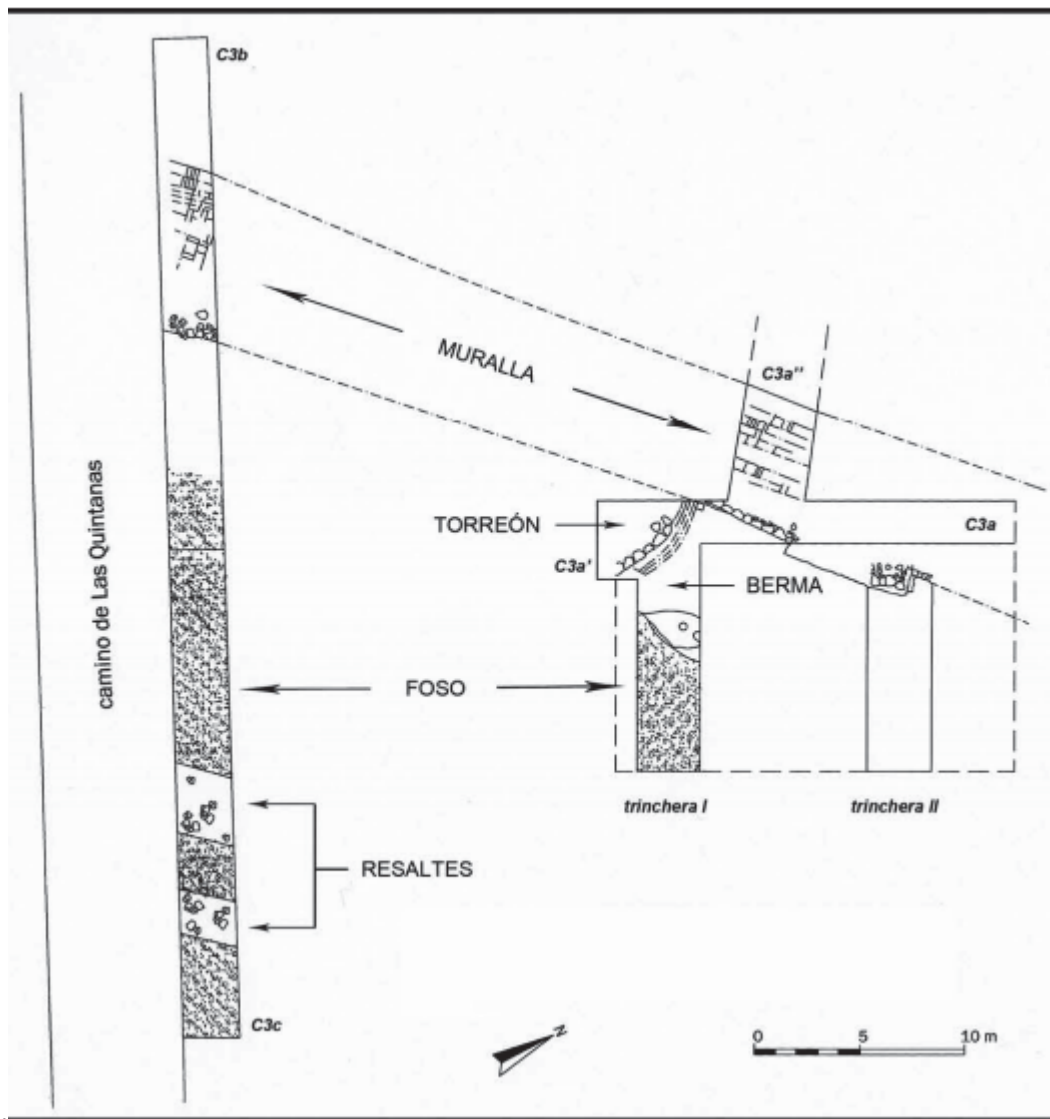 C3b
C3a''
MURALLA
TORREÓN
C3a
C3a'
BERMA
camino de Las Quintanas
FOSO
trinchera I
trinchera II
RESALTES
C3c
N
0 5 10 m